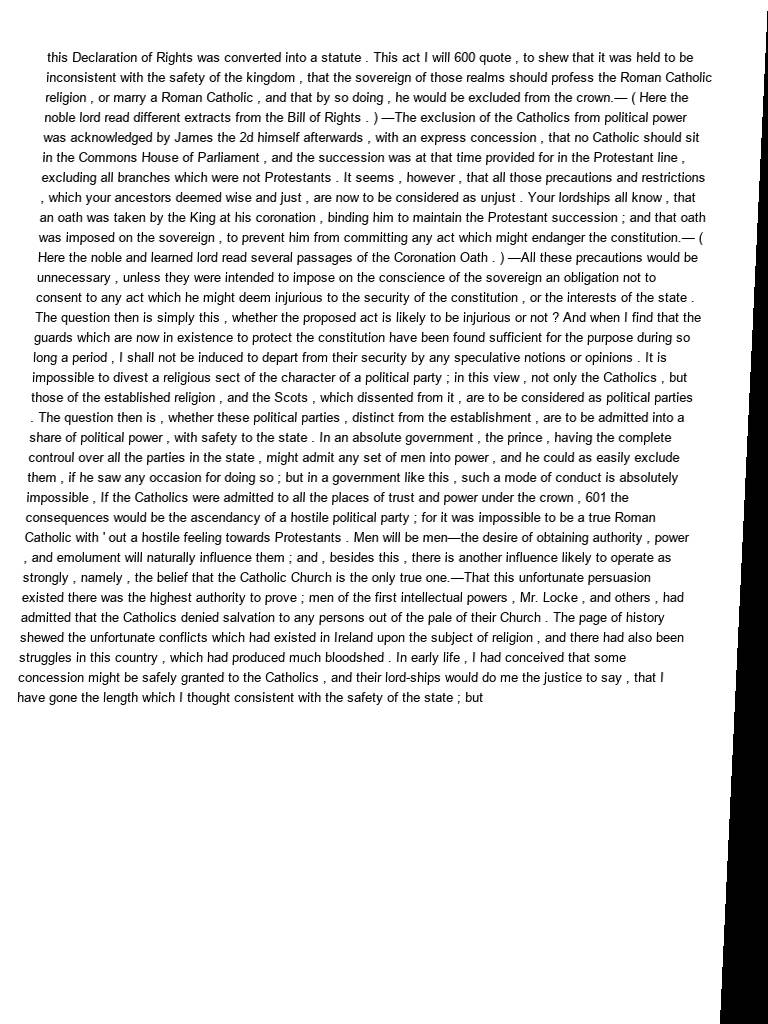 this Declaration of Rights was converted into a statute . This act I will 600 quote , to shew that it was held to be
inconsistent with the safety of the kingdom , that the sovereign of those realms should profess the Roman Catholic
religion , or marry a Roman Catholic , and that by so doing , he would be excluded from the crown.— ( Here the
noble lord read different extracts from the Bill of Rights . ) —The exclusion of the Catholics from political power
was acknowledged by James the 2d himself afterwards , with an express concession , that no Catholic should sit
in the Commons House of Parliament , and the succession was at that time provided for in the Protestant line ,
excluding all branches which were not Protestants . It seems , however , that all those precautions and restrictions
, which your ancestors deemed wise and just , are now to be considered as unjust . Your lordships all know , that
an oath was taken by the King at his coronation , binding him to maintain the Protestant succession ; and that oath
was imposed on the sovereign , to prevent him from committing any act which might endanger the constitution.— (
Here the noble and learned lord read several passages of the Coronation Oath . ) —All these precautions would be
unnecessary , unless they were intended to impose on the conscience of the sovereign an obligation not to
consent to any act which he might deem injurious to the security of the constitution , or the interests of the state .
The question then is simply this , whether the proposed act is likely to be injurious or not ? And when I find that the
guards which are now in existence to protect the constitution have been found sufficient for the purpose during so
long a period , I shall not be induced to depart from their security by any speculative notions or opinions . It is
impossible to divest a religious sect of the character of a political party ; in this view , not only the Catholics , but
those of the established religion , and the Scots , which dissented from it , are to be considered as political parties
. The question then is , whether these political parties , distinct from the establishment , are to be admitted into a
share of political power , with safety to the state . In an absolute government , the prince , having the complete
controul over all the parties in the state , might admit any set of men into power , and he could as easily exclude
them , if he saw any occasion for doing so ; but in a government like this , such a mode of conduct is absolutely
impossible , If the Catholics were admitted to all the places of trust and power under the crown , 601 the
consequences would be the ascendancy of a hostile political party ; for it was impossible to be a true Roman
Catholic with ' out a hostile feeling towards Protestants . Men will be men—the desire of obtaining authority , power
, and emolument will naturally influence them ; and , besides this , there is another influence likely to operate as
strongly , namely , the belief that the Catholic Church is the only true one.—That this unfortunate persuasion
existed there was the highest authority to prove ; men of the first intellectual powers , Mr. Locke , and others , had
admitted that the Catholics denied salvation to any persons out of the pale of their Church . The page of history
shewed the unfortunate conflicts which had existed in Ireland upon the subject of religion , and there had also been
struggles in this country , which had produced much bloodshed . In early life , I had conceived that some
concession might be safely granted to the Catholics , and their lord-ships would do me the justice to say , that I
have gone the length which I thought consistent with the safety of the state ; but